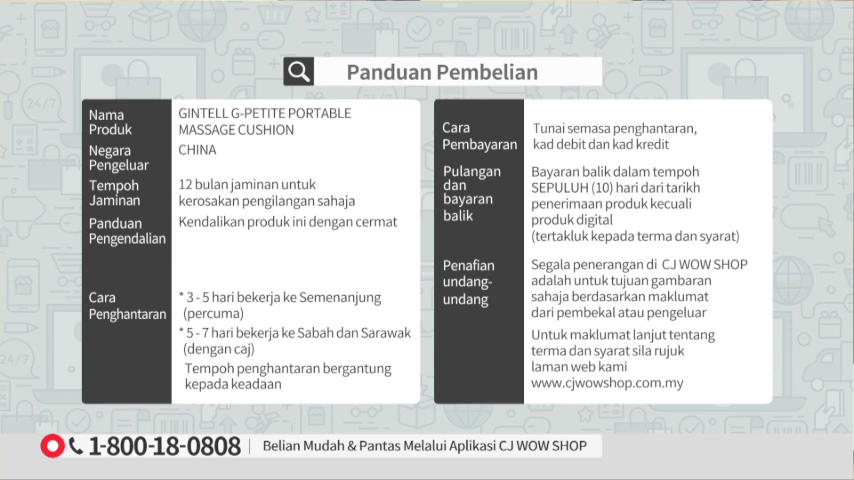 Panduan Pembelian
Nama
Produk
GINTELL G-PETITE PORTABLE
MASSAGE CUSHION
Negara
Pengeluar
CHINA
Tempoh
Jaminan
12 bulan jaminan untuk
kerosakan pengilangan sahaja
Panduan
Pengendalian
Kendalikan produk ini dengan cermat
Cara
Penghantaran
* 3 - 5 hari bekerja ke Semenanjung
(percuma)
* 5 - 7 hari bekerja ke Sabah dan Sarawak
(dengan caj)
Tempoh penghantaran bergantung
kepada keadaan
Cara
Pembayaran
Tunai semasa penghantaran,
kad debit dan kad kredit
Pulangan
dan
bayaran
balik
Bayaran balik dalam tempoh
SEPULUH (10) hari dari tarikh
penerimaan produk kecuali
produk digital
(tertakluk kepada terma dan syarat)
Penafian
undang-
undang
Segala penerangan di CJ WOW SHOP
adalah untuk tujuan gambaran
sahaja berdasarkan maklumat
dari pembekal atau pengeluar
Untuk maklumat lanjut tentang
terma dan syarat sila rujuk
laman web kami
www.cjwowshop.com.my
1-800-18-0808
Belian Mudah & Pantas Melalui Aplikasi CJ WOW SHOP
24/7
24/7